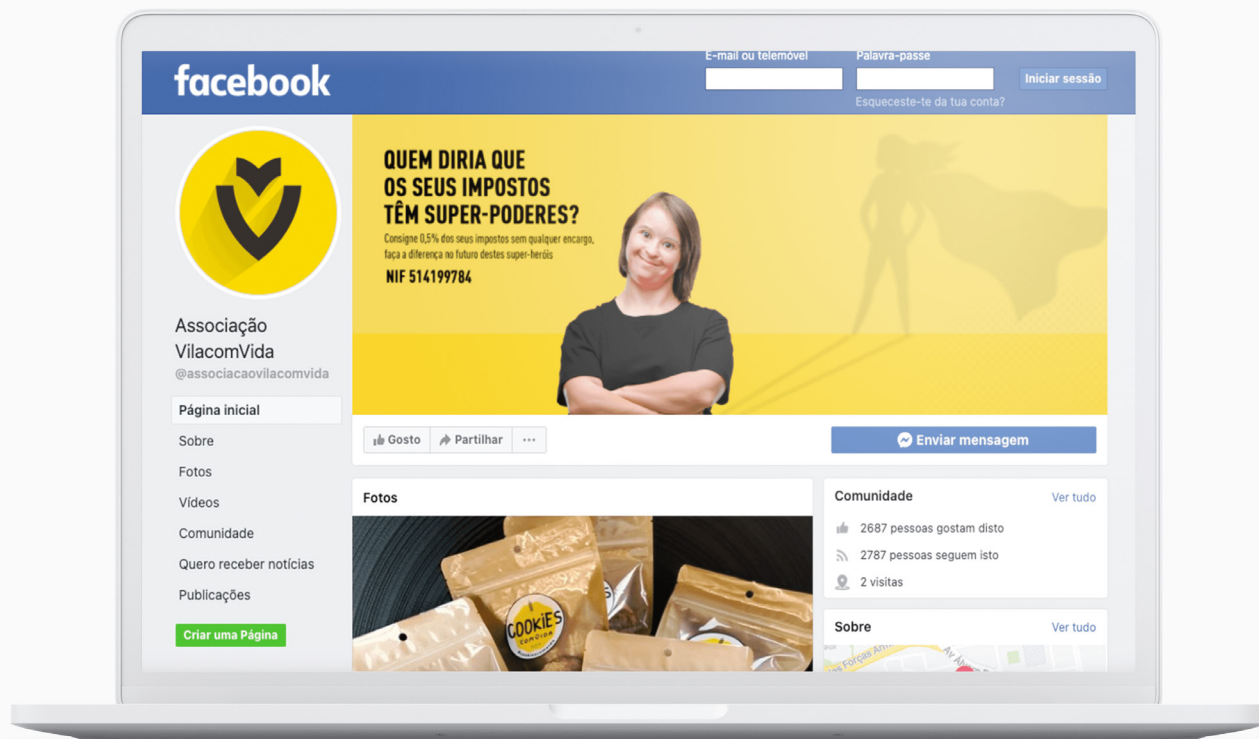 E-mail ou telemóvel
Palavra-passe
facebook
Iniciar sessão
Esqueceste-te da tua conta?
QUEM DIRIA QUE
OS SEUS IMPOSTOS
TÊM SUPER-PODERES?
Consigne 0,5% dos seus impostos sem qualquer encargo,
faça a diferença no futuro destes super-heróis
NIF 514199784
Associação
VilacomVida
@associacaovilacomvida
Página inicial
Sobre
Fotos
Vídeos
Comunidade
Quero receber notícias
Publicações
Criar uma Página
Gosto
Partilhar
Enviar mensagem
Fotos
COOKIES
COMVIDA
Comunidade
Ver tudo
2687 pessoas gostam disto
2787 pessoas seguem isto
2 visitas
Sobre
Ver tudo
Forças